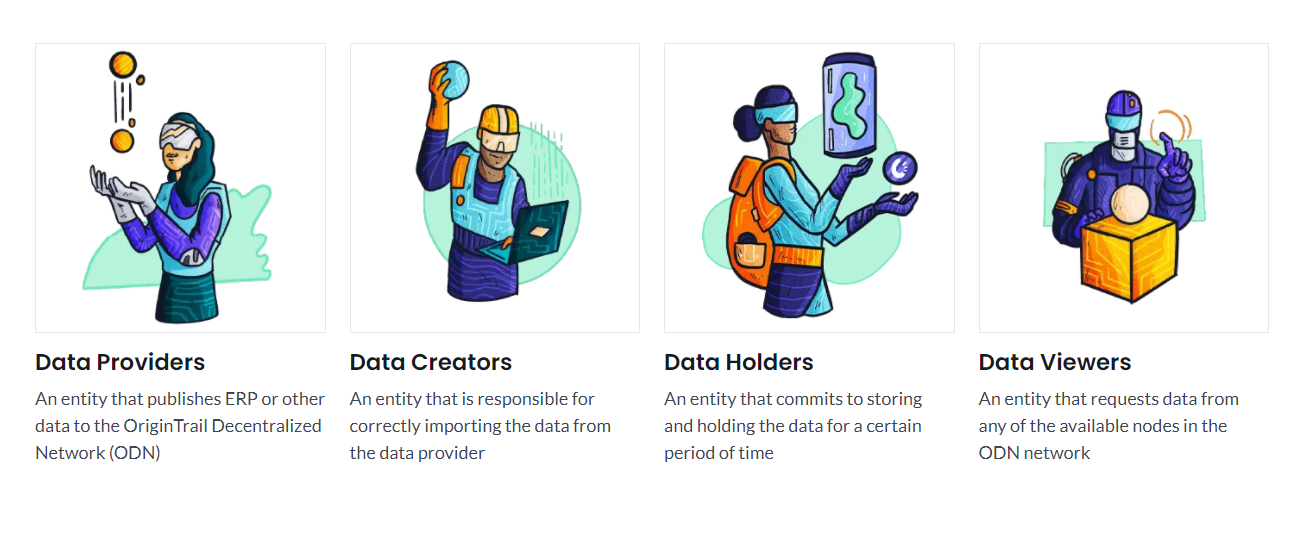 Data Providers
An entity that publishes ERP or other
data to the OriginTrail Decentralized
Network (ODN)
Data Creators
An entity that is responsible for
correctly importing the data from
the data provider
Data Holders
An entity that commits to storing
and holding the data for a certain
period of time
Data Viewers
An entity that requests data from
any of the available nodes in the
ODN network